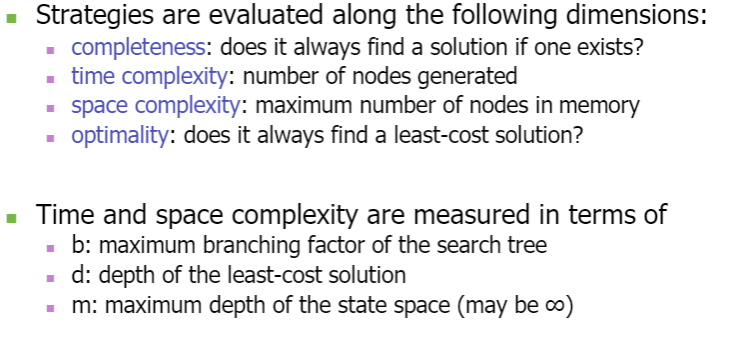 Strategies are evaluated along the following dimensions:
completeness: does it always find a solution if one exists?
time complexity: number of nodes generated
space complexity: maximum number of nodes in memory
optimality: does it always find a least-cost solution?
Time and space complexity are measured in terms of
b: maximum branching factor of the search tree
d: depth of the least-cost solution
m: maximum depth of the state space (may be ∞)